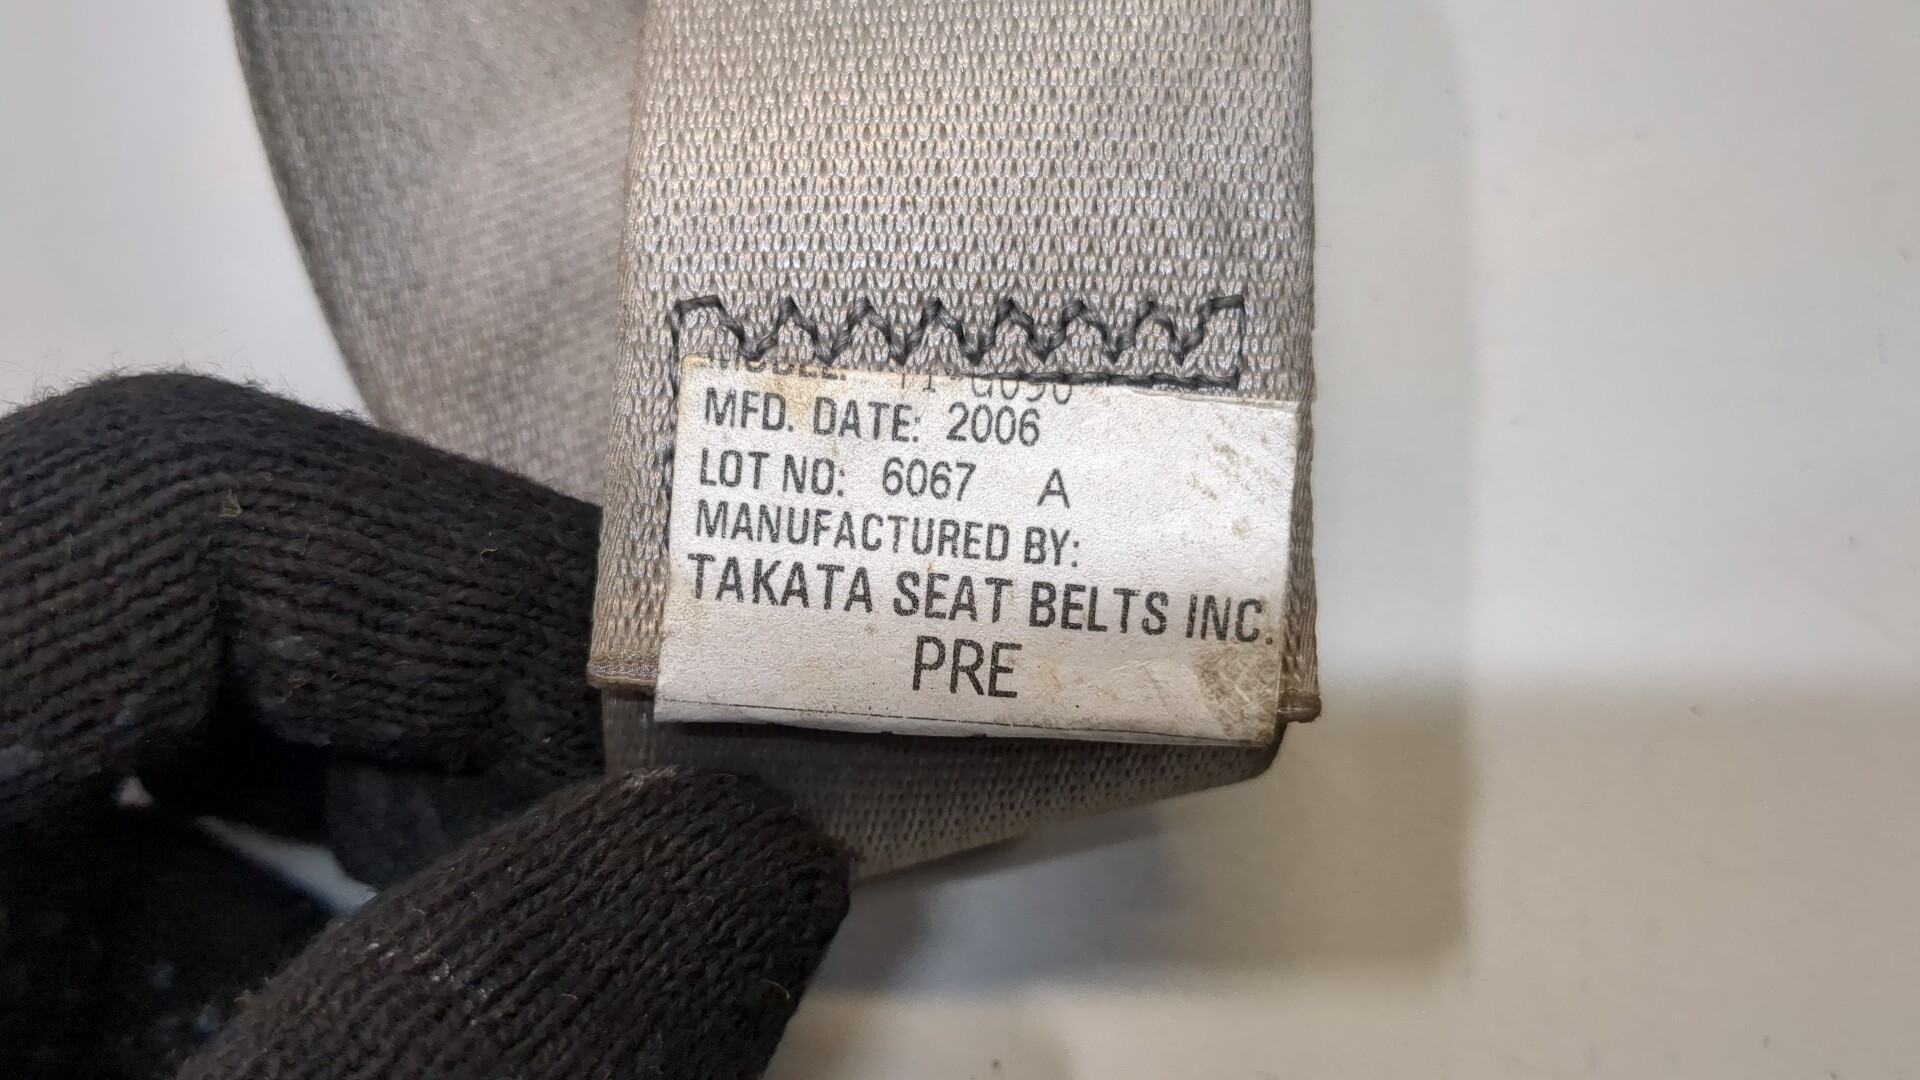 MFD. DATE: 2006
LOT NO: 6067 A
MANUFACTURED BY:
TAKATA SEAT BELTS INC.
PRE